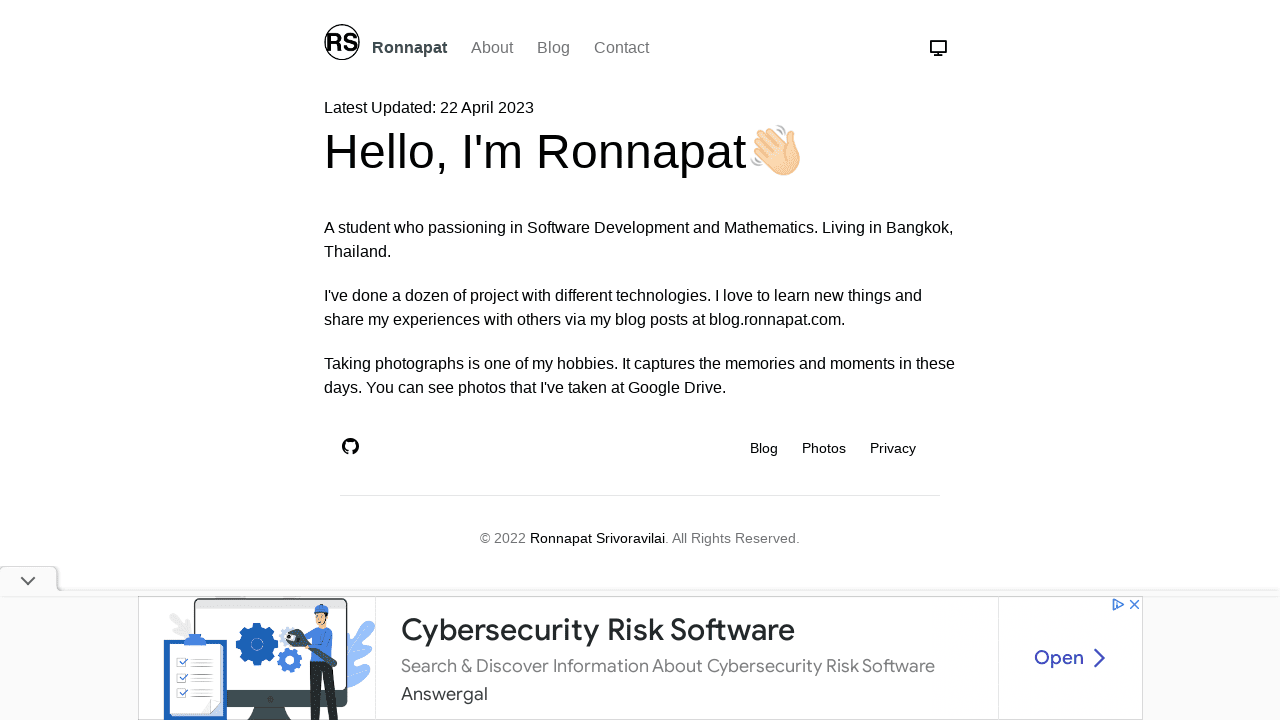 RS Ronnapat About Blog Contact
Latest Updated: 22 April 2023
Hello, I'm Ronnapat
A student who passioning in Software Development and Mathematics. Living in Bangkok,
Thailand.
I've done a dozen of project with different technologies. I love to learn new things and
share my experiences with others via my blog posts at blog.ronnapat.com.
Taking photographs is one of my hobbies. It captures the memories and moments in these
days. You can see photos that I've taken at Google Drive.
Blog Photos Privacy
© 2022 Ronnapat Srivoravilai. All Rights Reserved.
Cybersecurity Risk Software
Search & Discover Information About Cybersecurity Risk Software
Answergal
Open